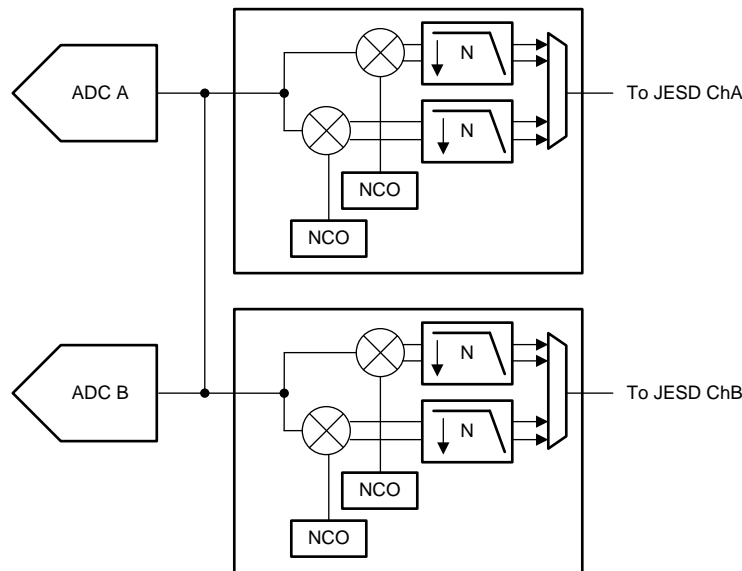 N
ADC A
To JESD ChA
N
NCO
NCO
N
ADC B
To JESD ChB
N
NCO
NCO